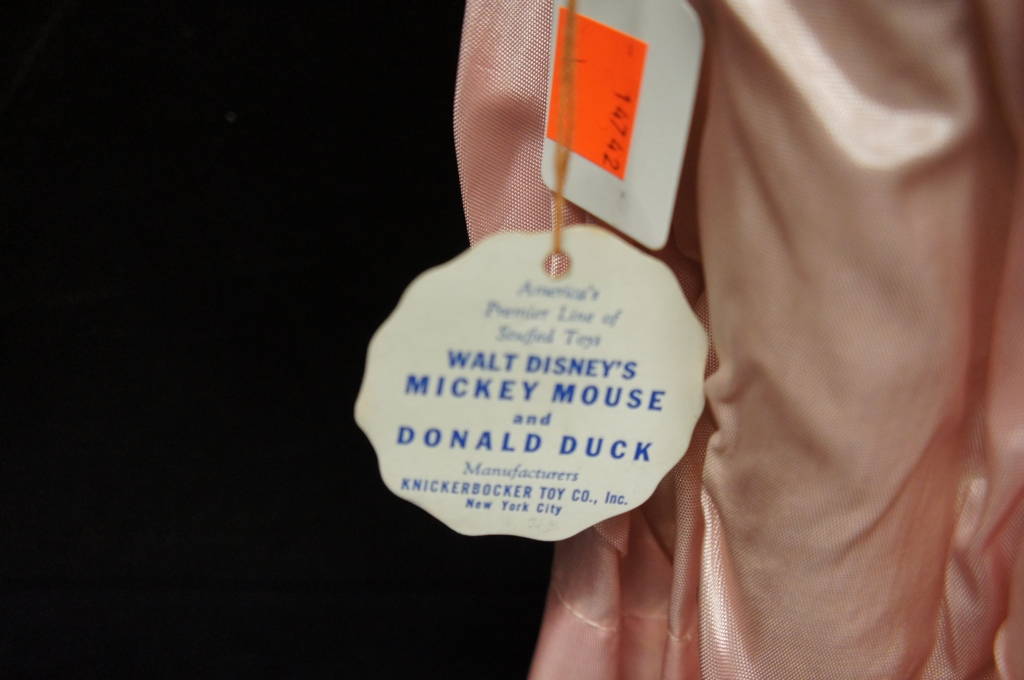 14742
America's
Premier Line of
Stuffed Toys
WALT DISNEY'S
MICKEY MOUSE
and
DONALD DUCK
Manufacturers
KNICKERBOCKER TOY CO., Inc.
New York City